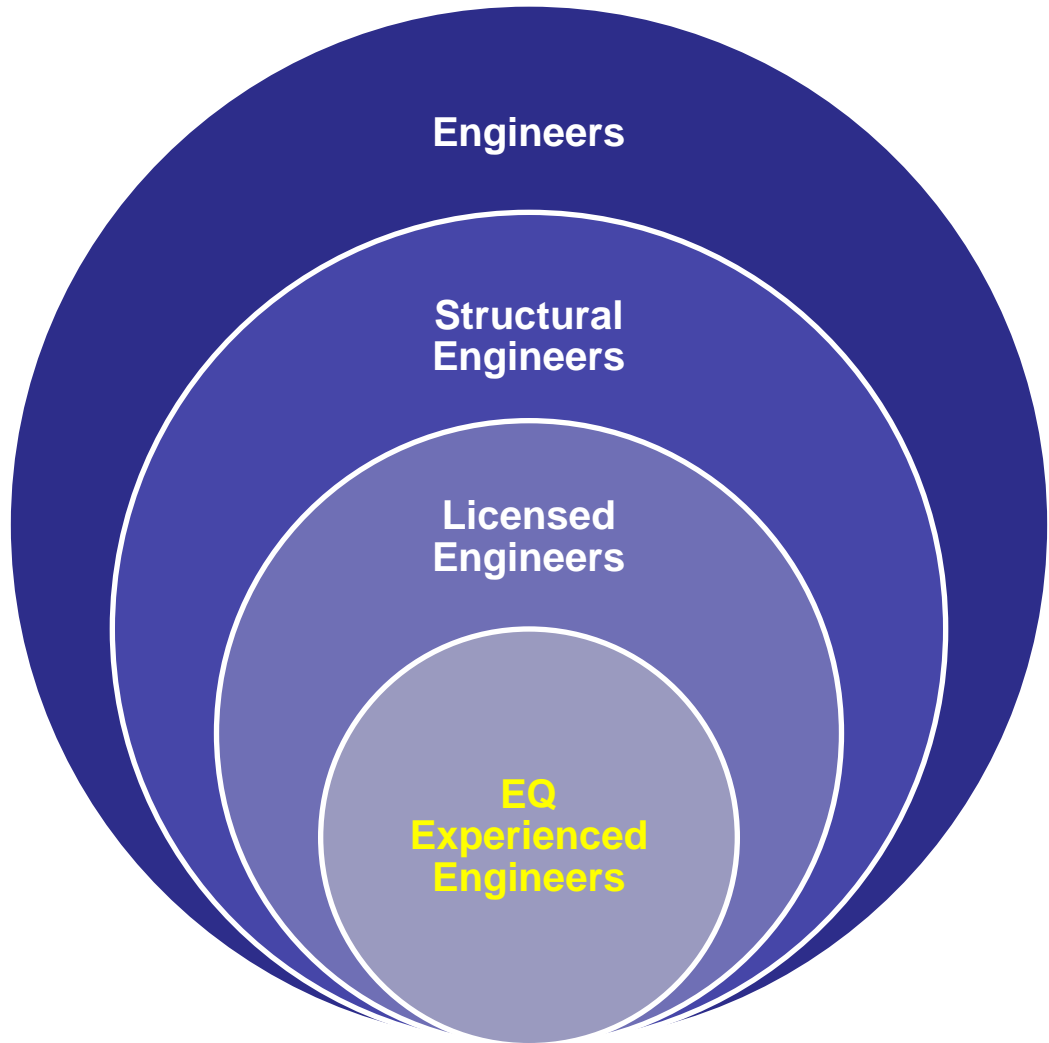 Engineers
Structural
Engineers
Licensed
Engineers
EQ
Experienced
Engineers